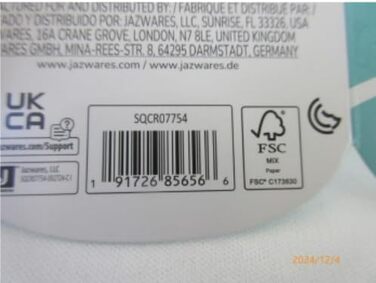 FOR AND DISTRIBUTED BY: / FABRIQUÉ ET DISTRIBUÉ PAR: /
ADO Y DISTRIBUIDO POR: JAZWARES, LLC, SUNRISE, FL 33326, USA
WARES, 16A CRANE GROVE, LONDON, N7 8LE, UNITED KINGDOM
WARES GMBH, MINA-REES-STR. 8, 64295 DARMSTADT, GERMANY
www.jazwares.com / www.jazwares.de
UK
CA
zwares.com/Support
Jazwares, LLC
SQCR07754
1 91726 85656 6
FSC
MIX
Paper
FSC® C173630
2024/12/4